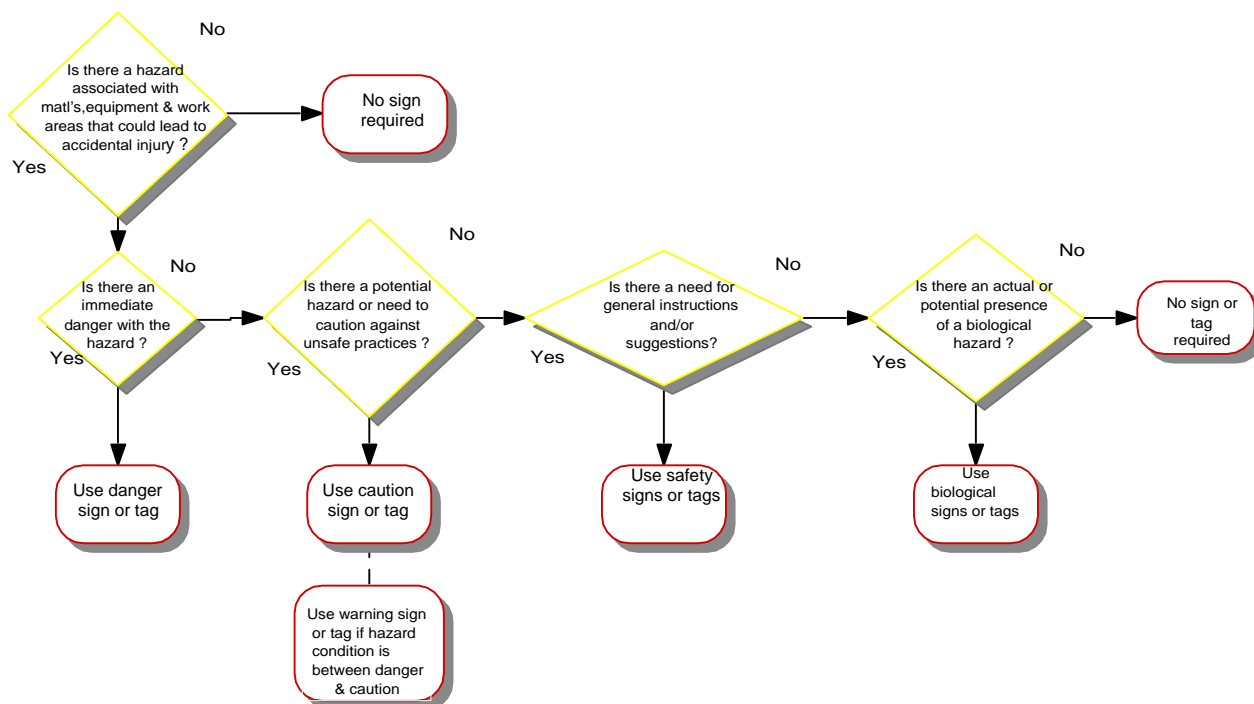 No
Is there a hazard
associated with
matl's,equipment & work
areas that could lead to
accidental injury ?
Yes
No sign
required
No
Is there an
immediate
danger with the
hazard ?
Yes
No
Is there a potential
hazard or need to
caution against
unsafe practices ?
Yes
No
Is there a need for
general instructions
and/or
suggestions?
Yes
No
Is there an actual or
potential presence
of a biological
hazard ?
Yes
No sign or
tag
required
Use danger
sign or tag
Use caution
sign or tag
Use safety
signs or tags
Use
biological
signs or tags
Use warning sign
or tag if hazard
condition is
between danger
& caution